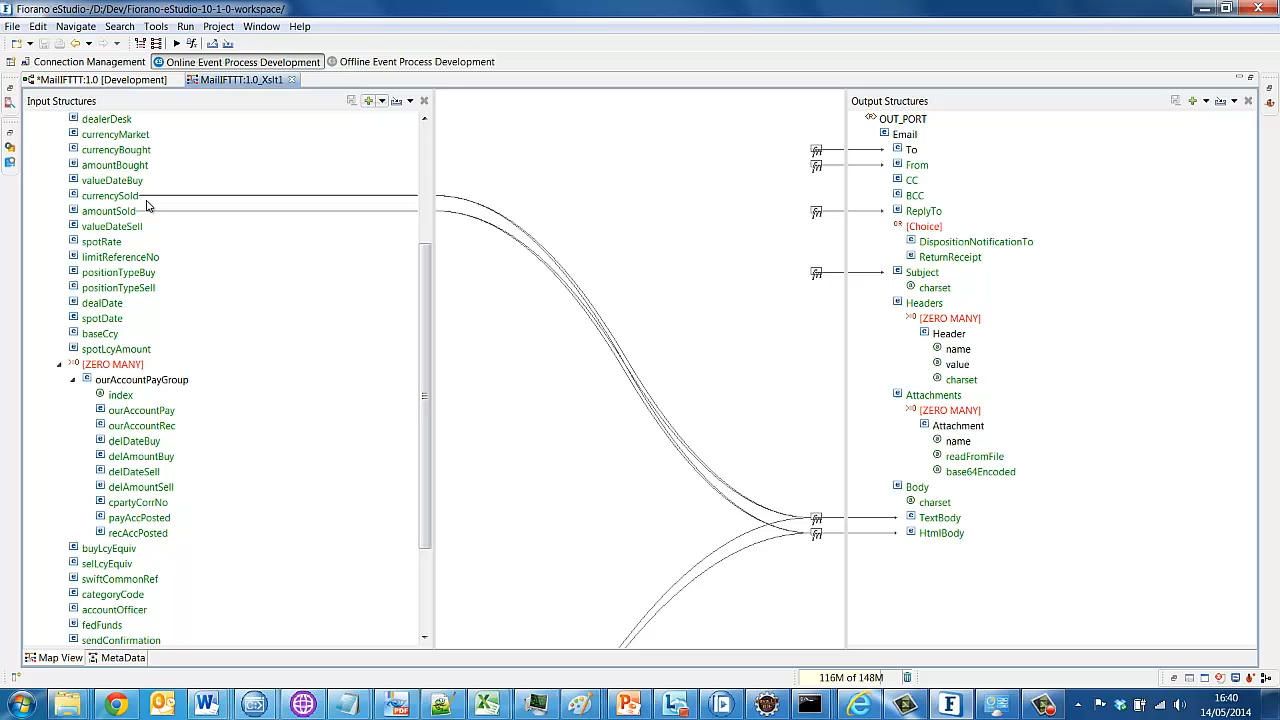 Fiorano eStudio-/D:/Dev/Fiorano-eStudio-10-1-0-workspace/
File Edit Navigate Search Tools Run Project Window Help
Connection Management Online Event Process Development Offline Event Process Development
*MailIFTTT:1.0 [Development] MailIFTTT:1.0_Xslt1
Input Structures
dealerDesk
currencyMarket
currencyBought
amountBought
valueDateBuy
currencySold
amountSold
valueDateSell
spotRate
limitReferenceNo
positionTypeBuy
positionTypeSell
dealDate
spotDate
baseCcy
spotLcyAmount
[ZERO MANY]
ourAccountPayGroup
index
ourAccountPay
ourAccountRec
delDateBuy
delAmountBuy
delDateSell
delAmountSell
cpartyCorrNo
payAccPosted
recAccPosted
buyLcyEquiv
selLcyEquiv
swiftCommonRef
categoryCode
accountOfficer
fedFunds
sendConfirmation
Output Structures
OUT_PORT
Email
To
From
CC
BCC
ReplyTo
[Choice]
DispositionNotificationTo
ReturnReceipt
Subject
charset
Headers
[ZERO MANY]
Header
name
value
charset
Attachments
[ZERO MANY]
Attachment
name
readFromFile
base64Encoded
Body
charset
TextBody
HtmlBody
Map View MetaData
116M of 148M
16:40
14/05/2014